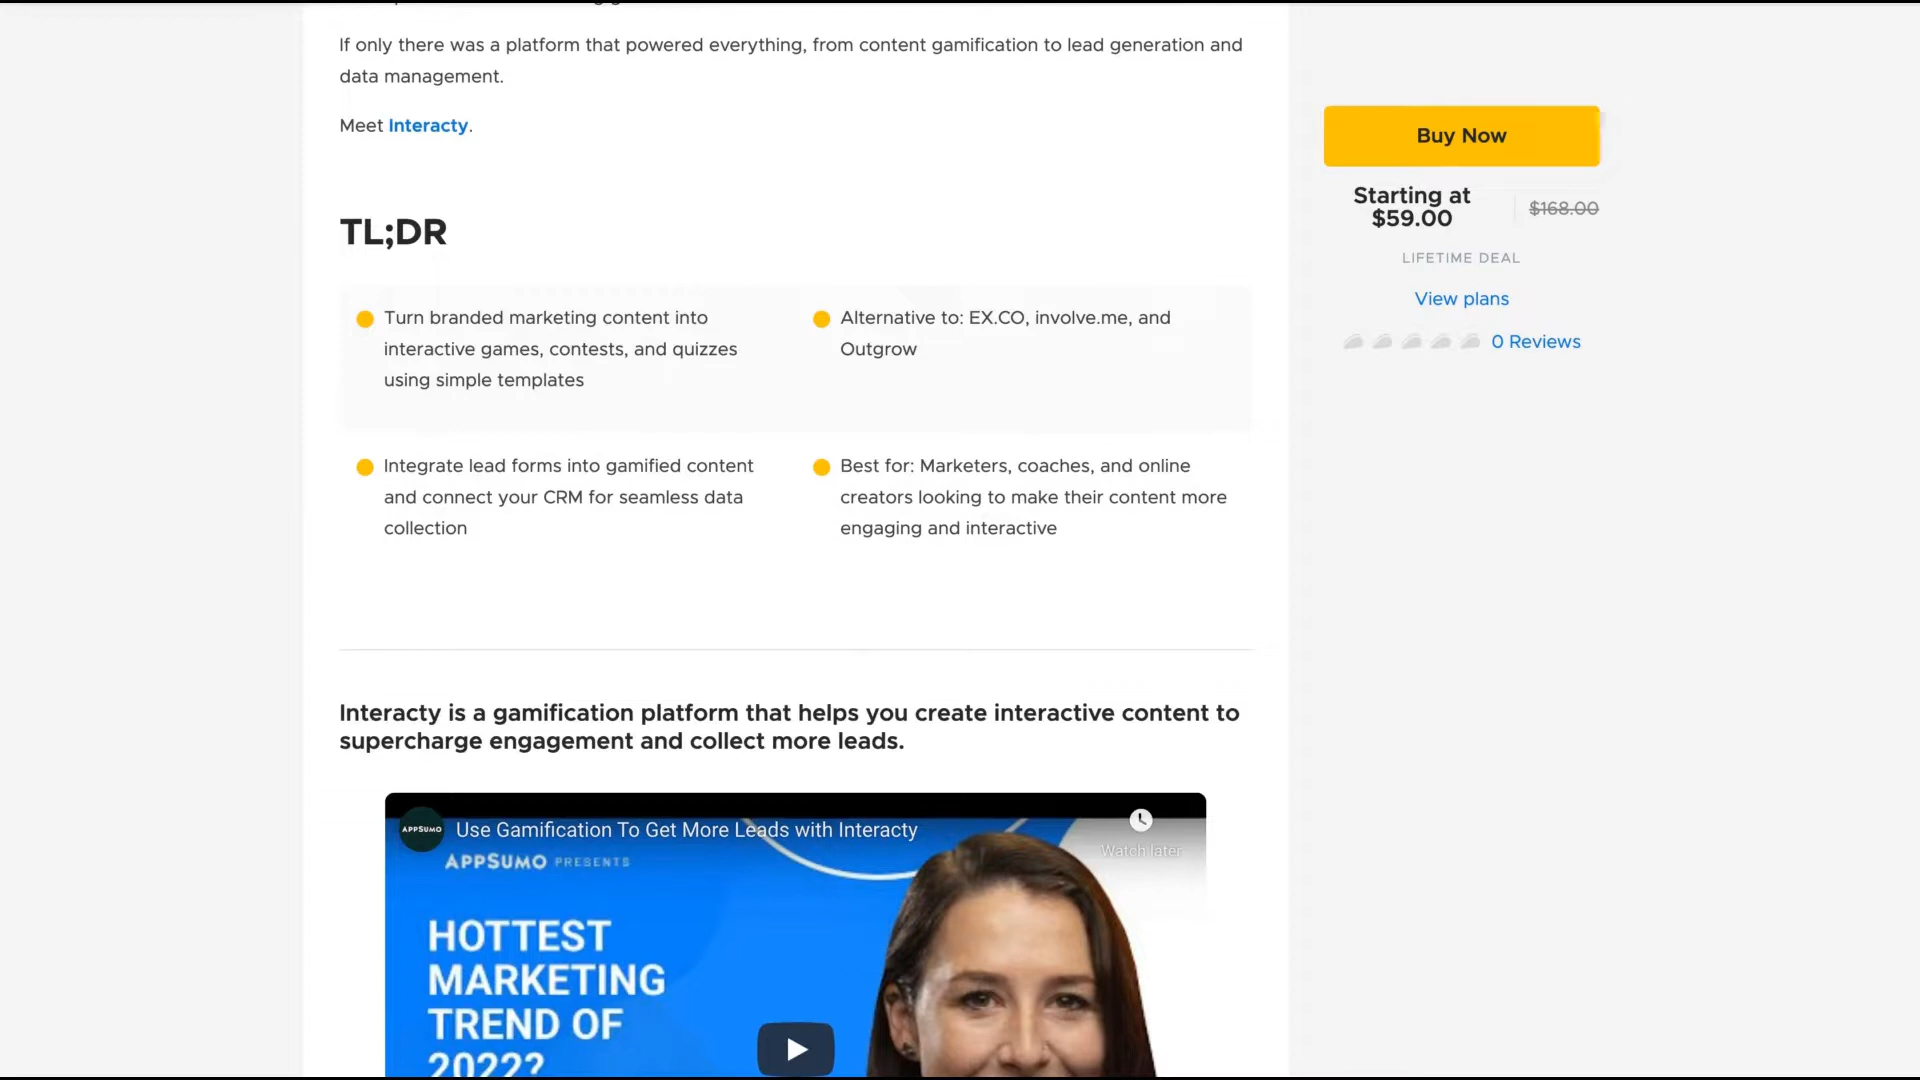 If only there was a platform that powered everything, from content gamification to lead generation and
data management.
Meet Interacty.
Buy Now
Starting at
$59.00
$168.00
LIFETIME DEAL
View plans
0 Reviews
TL;DR
Turn branded marketing content into
interactive games, contests, and quizzes
using simple templates
Alternative to: EX.CO, involve.me, and
Outgrow
Integrate lead forms into gamified content
and connect your CRM for seamless data
collection
Best for: Marketers, coaches, and online
creators looking to make their content more
engaging and interactive
Interacty is a gamification platform that helps you create interactive content to
supercharge engagement and collect more leads.
APPSUMO
Use Gamification To Get More Leads with Interacty
Watch later
APPSUMO PRESENTS
HOTTEST
MARKETING
TREND OF
2022?